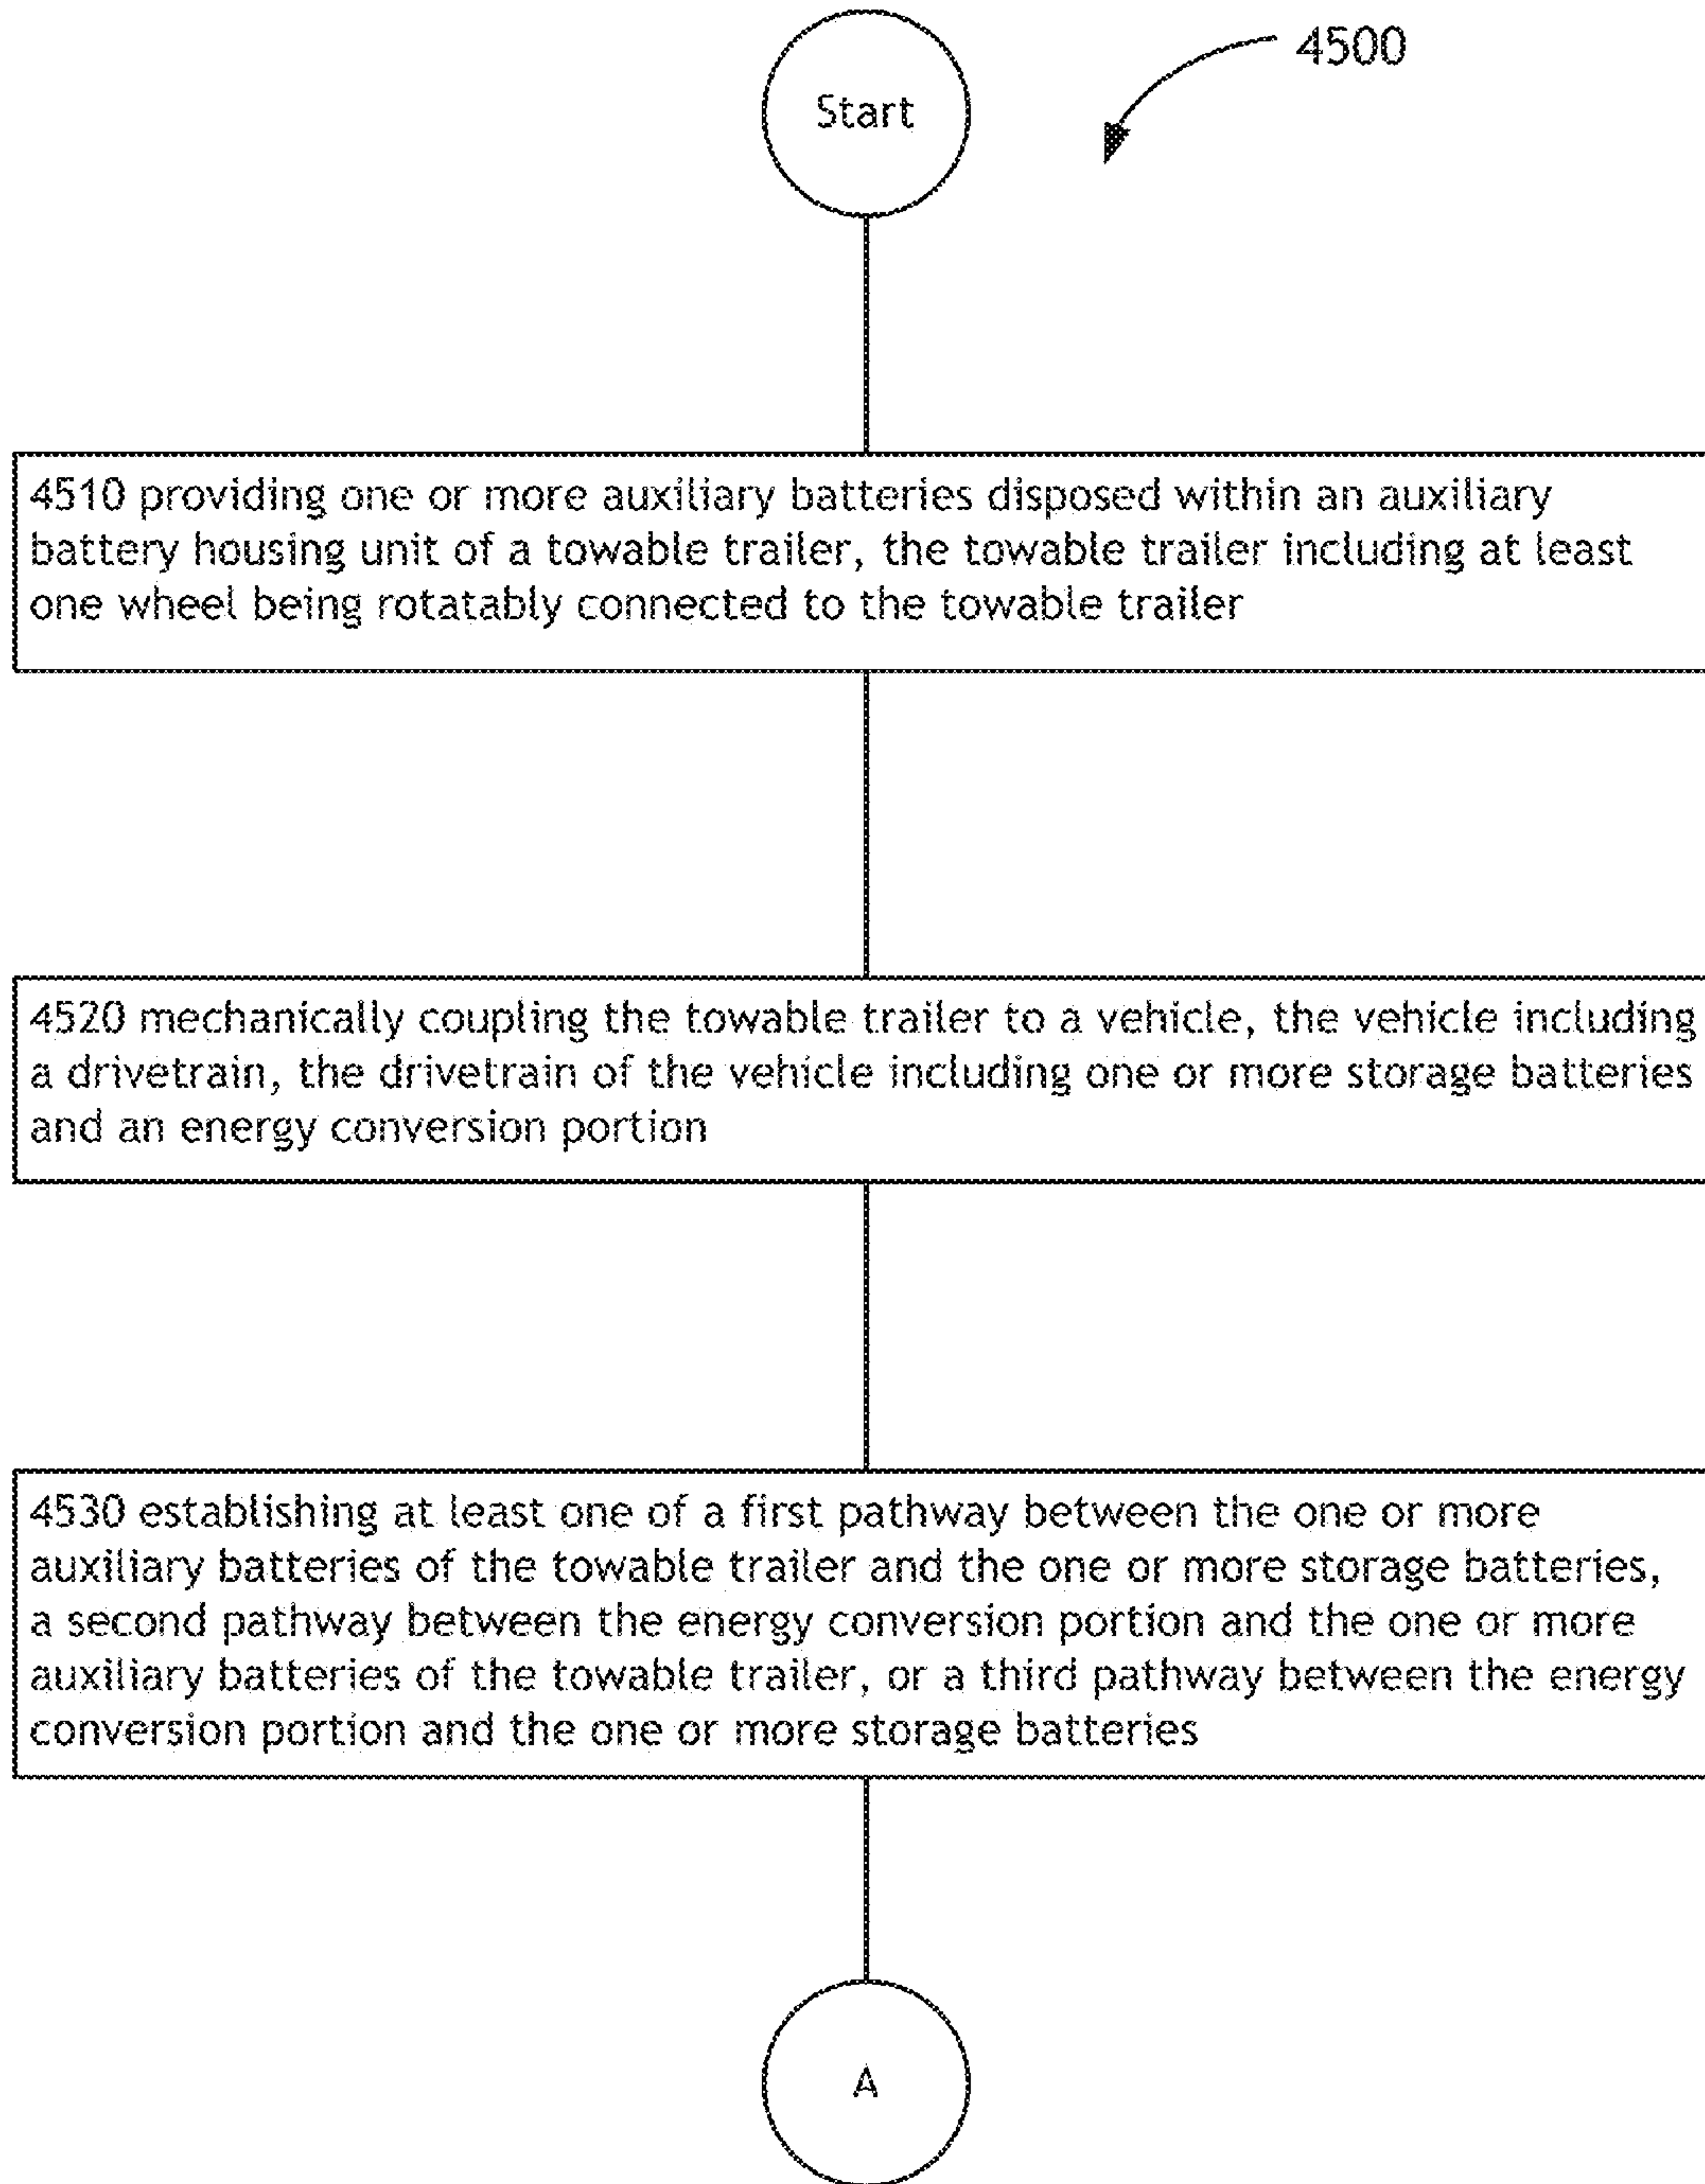 4500
Start
4510 providing one or more auxiliary batteries disposed within an auxiliary
battery housing unit of a towable trailer, the towable trailer including at least
one wheel being rotatably connected to the towable trailer
4520 mechanically coupling the towable trailer to a vehicle, the vehicle including
a drivetrain, the drivetrain of the vehicle including one or more storage batteries
and an energy conversion portion
4530 establishing at least one of a first pathway between the one or more
auxiliary batteries of the towable trailer and the one or more storage batteries,
a second pathway between the energy conversion portion and the one or more
auxiliary batteries of the towable trailer, or a third pathway between the energy
conversion portion and the one or more storage batteries
A